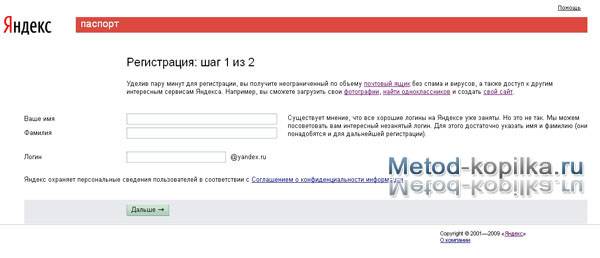 Помощь
Яндекс
паспорт
Регистрация: шаг 1 из 2
Уделив пару минут для регистрации, вы получите неограниченный по объему почтовый ящик без спама и вирусов, а также доступ к другим
интересным сервисам Яндекса. Например, вы сможете загрузить свои фотографии, найти одноклассников и создать свой сайт.
Ваше имя
Фамилия
Существует мнение, что все хорошие логины на Яндексе уже заняты. Но это не так. Мы можем
посоветовать вам интересный незанятый логин. Для этого достаточно указать имя и фамилию (они
понадобятся и для дальнейшей регистрации).
Логин
@yandex.ru
Metod-kopilka.ru
Яндекс охраняет персональные сведения пользователей в соответствии с Соглашением о конфиденциальности информации
Дальше →
Copyright © 2001—2009 «Яндекс»
О компании